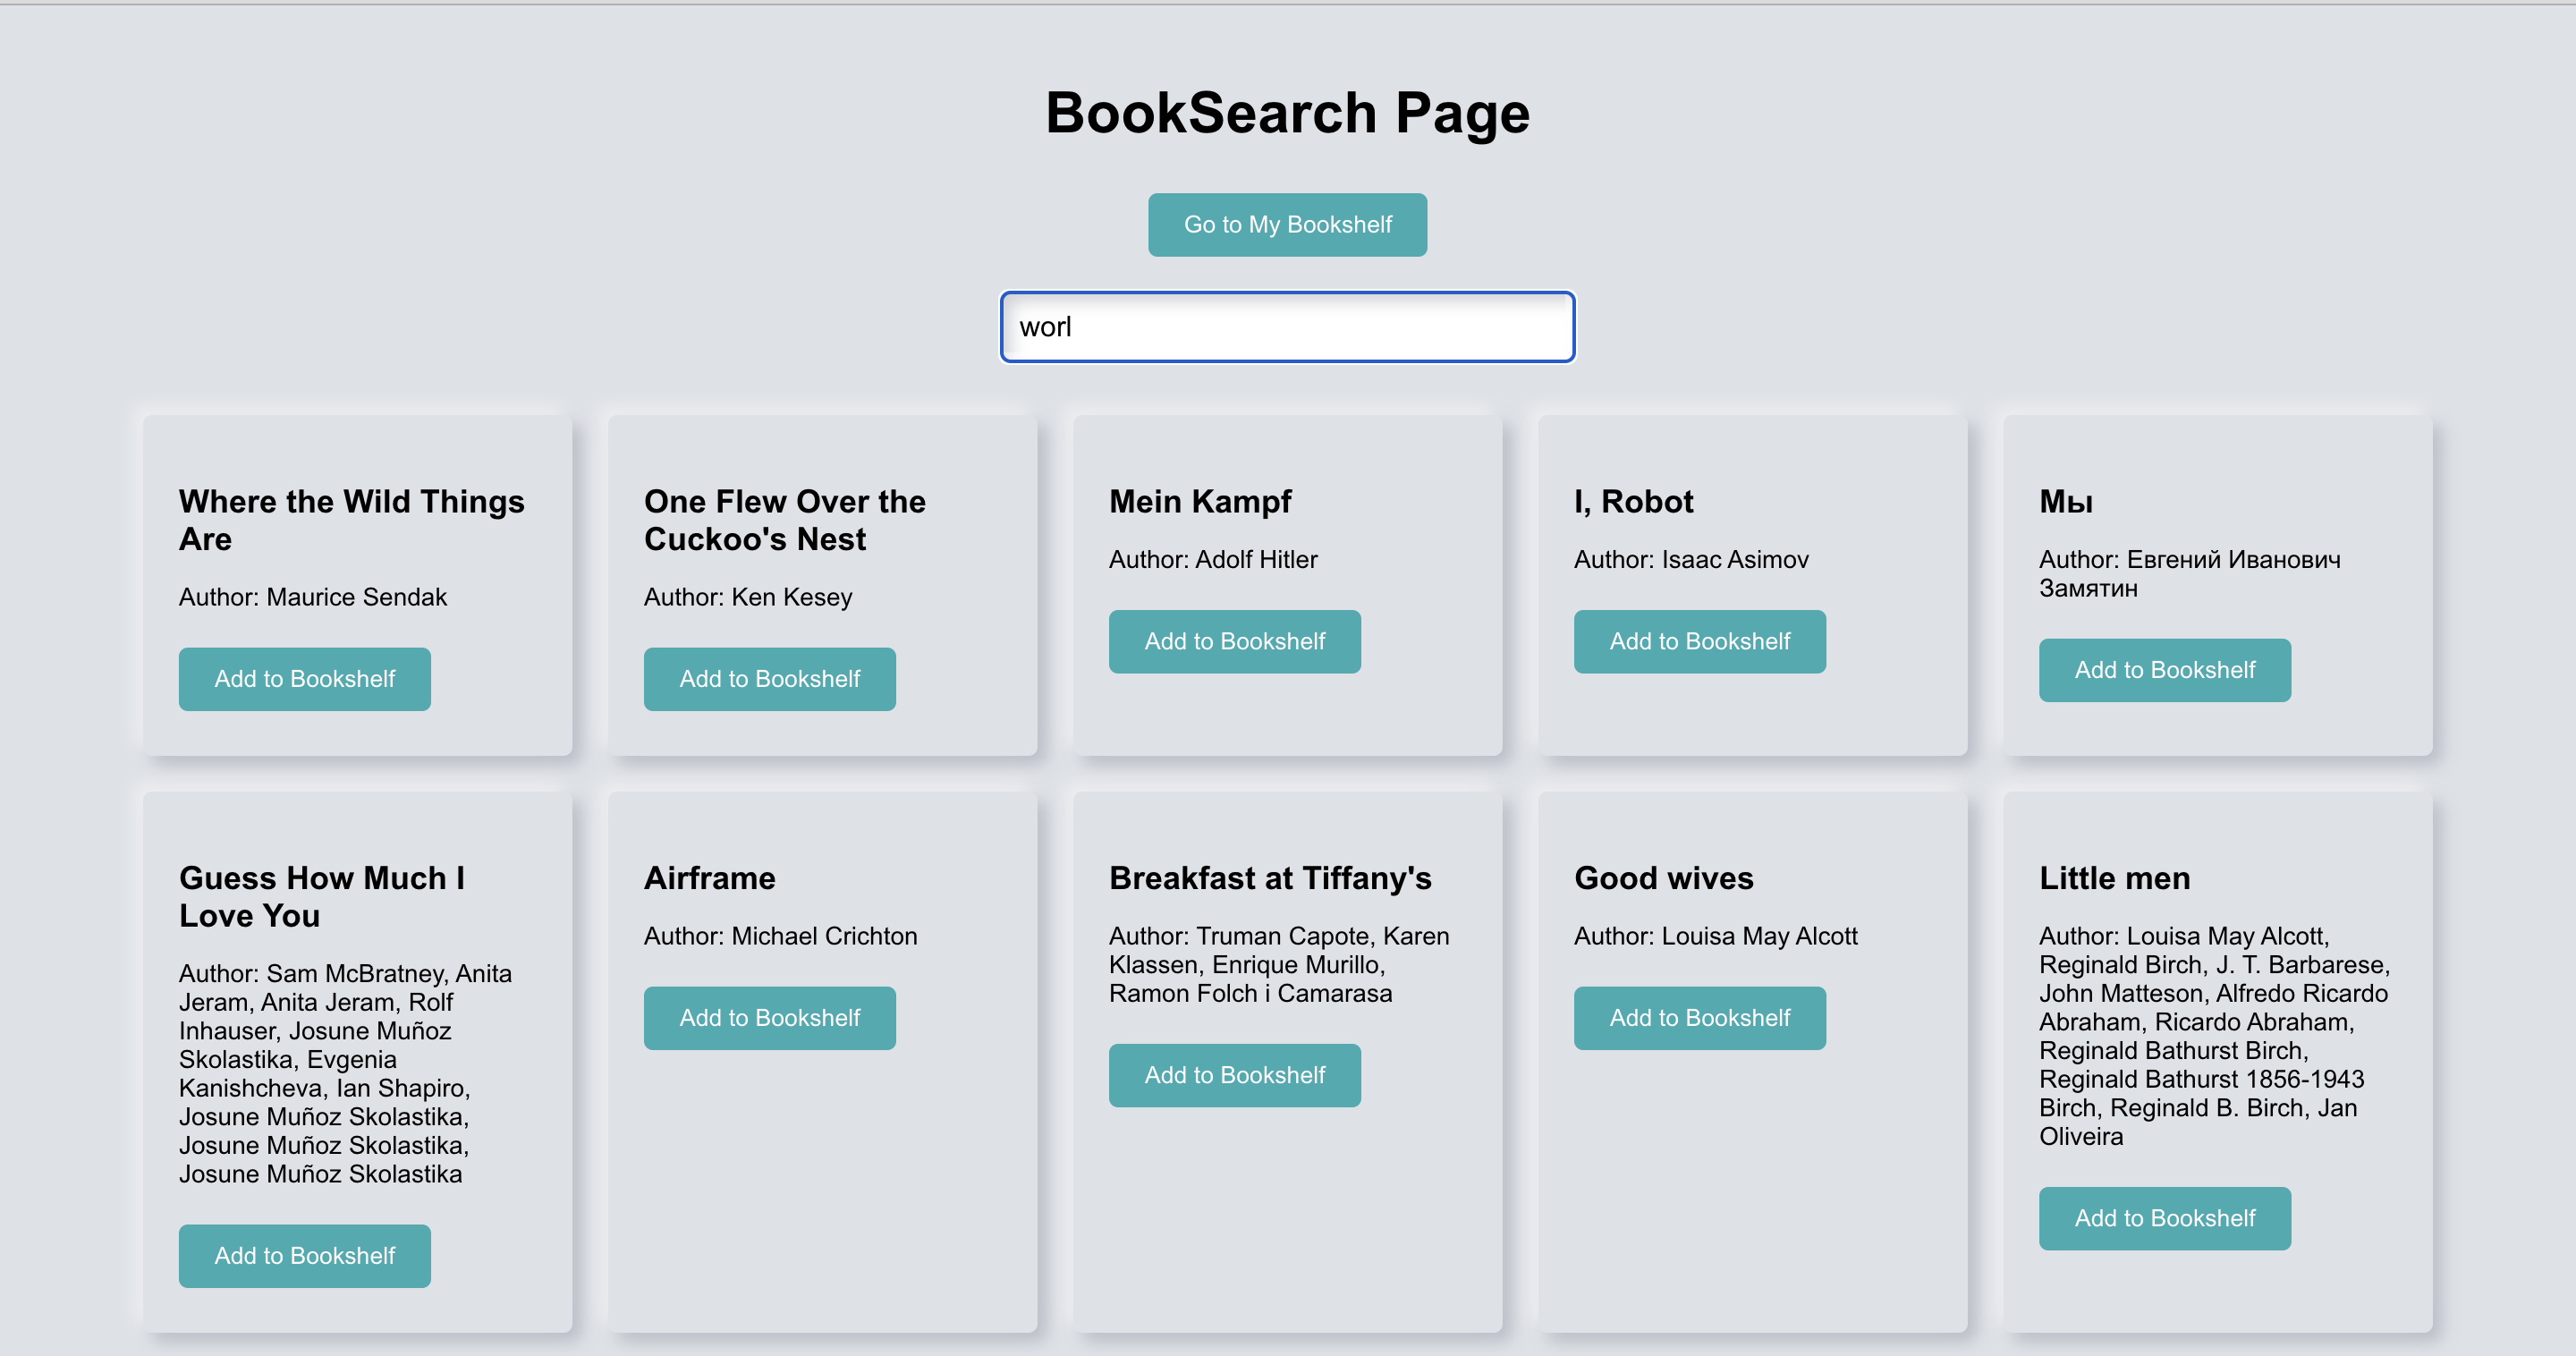 BookSearch Page
Go to My Bookshelf
worl
Where the Wild Things
Are
Author: Maurice Sendak
Add to Bookshelf
One Flew Over the
Cuckoo's Nest
Author: Ken Kesey
Add to Bookshelf
Mein Kampf
Author: Adolf Hitler
Add to Bookshelf
I, Robot
Author: Isaac Asimov
Add to Bookshelf
Мы
Author: Евгений Иванович
Замятин
Add to Bookshelf
Guess How Much I
Love You
Author: Sam McBratney, Anita
Jeram, Anita Jeram, Rolf
Inhauser, Josune Muñoz
Skolastika, Evgenia
Kanishcheva, Ian Shapiro,
Josune Muñoz Skolastika,
Josune Muñoz Skolastika,
Josune Muñoz Skolastika
Add to Bookshelf
Airframe
Author: Michael Crichton
Add to Bookshelf
Breakfast at Tiffany's
Author: Truman Capote, Karen
Klassen, Enrique Murillo,
Ramon Folch i Camarasa
Add to Bookshelf
Good wives
Author: Louisa May Alcott
Add to Bookshelf
Little men
Author: Louisa May Alcott,
Reginald Birch, J. T. Barbarese,
John Matteson, Alfredo Ricardo
Abraham, Ricardo Abraham,
Reginald Bathurst Birch,
Reginald Bathurst 1856-1943
Birch, Reginald B. Birch, Jan
Oliveira
Add to Bookshelf